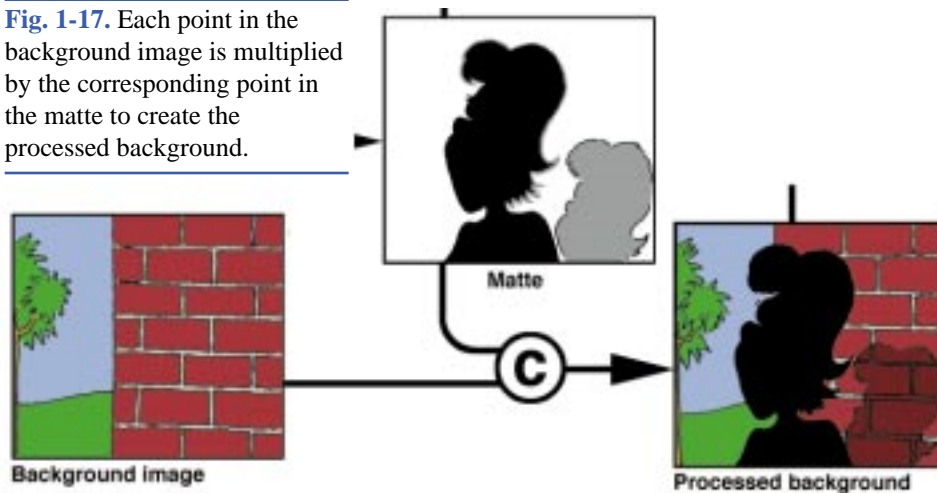 Fig. 1-17. Each point in the
background image is multiplied
by the corresponding point in
the matte to create the
processed background.
Matte
C
Background image
Processed background